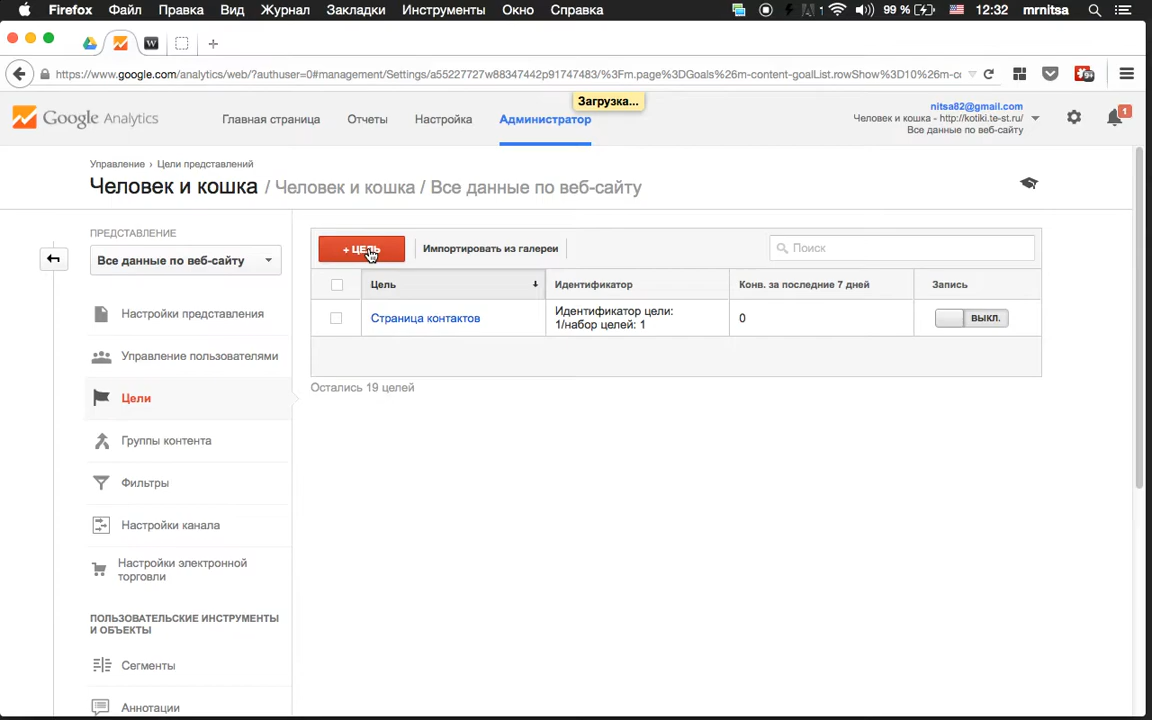 Firefox Файл Правка Вид Журнал Закладки Инструменты Окно Справка 1 99 % 12:32 mrnitsa
W
https://www.google.com/analytics/web/?authuser=0#management/Settings/a55227727w88347442p91747483/%3Fm.page%3DGoals%26m-content-goalList.rowShow%3D10%26m-cc 9+
Загрузка...
Google Analytics
Главная страница Отчеты Настройка Администратор
nitsa82@gmail.com
Человек и кошка - http://kotiki.te-st.ru/
Все данные по веб-сайту
1
Управление › Цели представлений
Человек и кошка / Человек и кошка / Все данные по веб-сайту
ПРЕДСТАВЛЕНИЕ
Все данные по веб-сайту
Настройки представления
Управление пользователями
Цели
Группы контента
Фильтры
Настройки канала
Настройки электронной
торговли
ПОЛЬЗОВАТЕЛЬСКИЕ ИНСТРУМЕНТЫ
И ОБЪЕКТЫ
Сегменты
Аннотации
+ ЦЕЛЬ Импортировать из галереи Поиск
Цель Идентификатор Конв. за последние 7 дней Запись
Страница контактов
Идентификатор цели:
1/набор целей: 1
0 ВЫКЛ.
Остались 19 целей